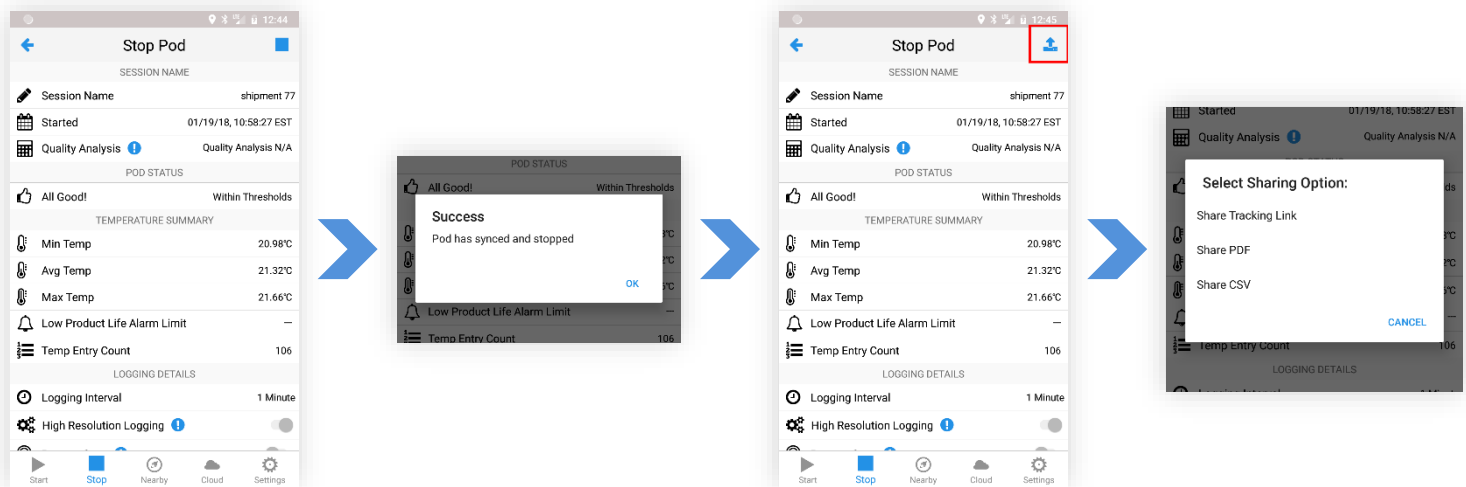 12:44
Stop Pod
SESSION NAME
Session Name shipment 77
Started 01/19/18, 10:58:27 EST
Quality Analysis Quality Analysis N/A
POD STATUS
All Good! Within Thresholds
TEMPERATURE SUMMARY
Min Temp 20.98°C
Avg Temp 21.32°C
Max Temp 21.66°C
Low Product Life Alarm Limit —
Temp Entry Count 106
LOGGING DETAILS
Logging Interval 1 Minute
High Resolution Logging
Start Stop Nearby Cloud Settings
POD STATUS
All Good! Within Thresholds
Success
Pod has synced and stopped
OK
Low Product Life Alarm Limit —
Temp Entry Count 106
12:45
Stop Pod
SESSION NAME
Session Name shipment 77
Started 01/19/18, 10:58:27 EST
Quality Analysis Quality Analysis N/A
POD STATUS
All Good! Within Thresholds
TEMPERATURE SUMMARY
Min Temp 20.98°C
Avg Temp 21.32°C
Max Temp 21.66°C
Low Product Life Alarm Limit —
Temp Entry Count 106
LOGGING DETAILS
Logging Interval 1 Minute
High Resolution Logging
Start Stop Nearby Cloud Settings
Started 01/19/18, 10:58:27 EST
Quality Analysis Quality Analysis N/A
Select Sharing Option:
Share Tracking Link
Share PDF
Share CSV
CANCEL
Temp Entry Count 106
LOGGING DETAILS